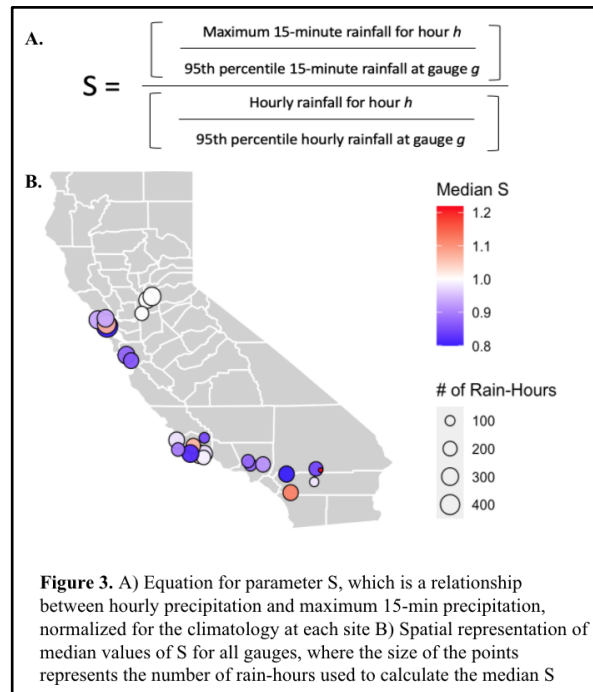 A.
Maximum 15-minute rainfall for hour h
95th percentile 15-minute rainfall at gauge g
S =
Hourly rainfall for hour h
95th percentile hourly rainfall at gauge g
B.
Median S
1.2
1.1
1.0
0.9
0.8
# of Rain-Hours
100
200
300
400
Figure 3. A) Equation for parameter S, which is a relationship
between hourly precipitation and maximum 15-min precipitation,
normalized for the climatology at each site B) Spatial representation of
median values of S for all gauges, where the size of the points
represents the number of rain-hours used to calculate the median S